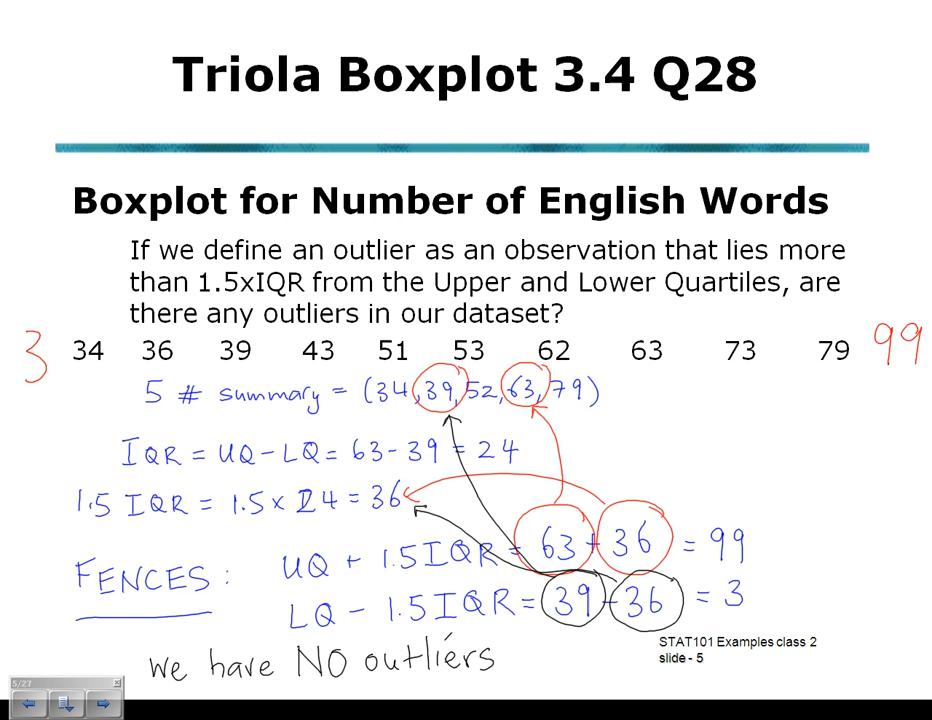 Triola Boxplot 3.4 Q28
Boxplot for Number of English Words
If we define an outlier as an observation that lies more
than 1.5xIQR from the Upper and Lower Quartiles, are
there any outliers in our dataset?
3 34 36 39 43 51 53 62 63 73 79 99
5 # summary = (34, 39, 52, 63, 79)
IQR = UQ - LQ = 63 - 39 = 24
1.5 IQR = 1.5 x 24 = 36
FENCES: UQ + 1.5 IQR = 63 + 36 = 99
LQ - 1.5 IQR = 39 - 36 = 3
we have NO outliers
STAT101 Examples class 2
slide - 5
5/27